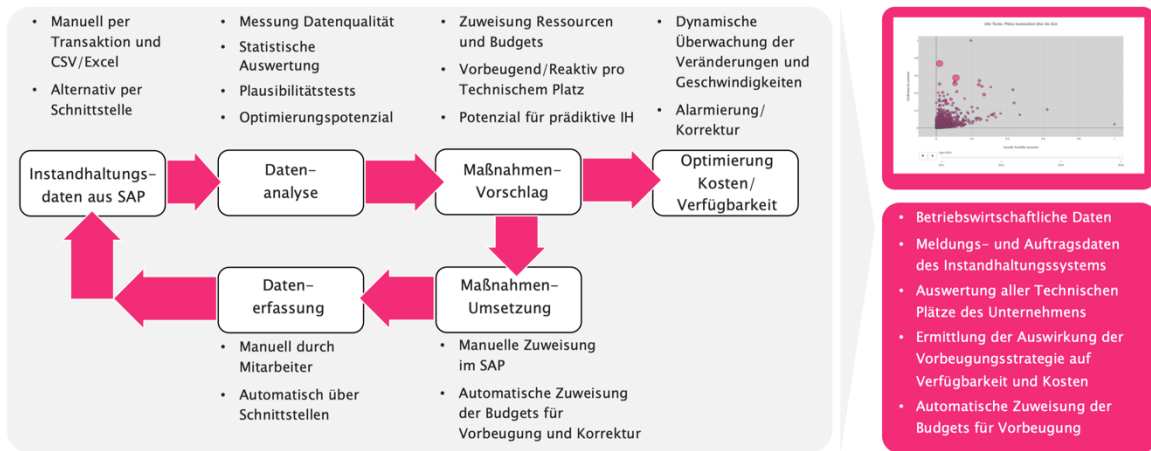 • Manuell per
Transaktion und
CSV/Excel
• Alternativ per
Schnittstelle
• Messung Datenqualität
• Statistische
Auswertung
• Plausibilitätstests
• Optimierungspotenzial
• Zuweisung Ressourcen
und Budgets
• Vorbeugend/Reaktiv pro
Technischem Platz
• Potenzial für prädiktive IH
• Dynamische
Überwachung der
Veränderungen und
Geschwindigkeiten
• Alarmierung/
Korrektur
Instandhaltungs-
daten aus SAP
Daten-
analyse
Maßnahmen-
Vorschlag
Optimierung
Kosten/
Verfügbarkeit
Daten-
erfassung
Maßnahmen-
Umsetzung
• Manuell durch
Mitarbeiter
• Automatisch über
Schnittstellen
• Manuelle Zuweisung
im SAP
• Automatische Zuweisung
der Budgets für
Vorbeugung und Korrektur
• Betriebswirtschaftliche Daten
• Meldungs- und Auftragsdaten
des Instandhaltungssystems
• Auswertung aller Technischen
Plätze des Unternehmens
• Ermittlung der Auswirkung der
Vorbeugungsstrategie auf
Verfügbarkeit und Kosten
• Automatische Zuweisung der
Budgets für Vorbeugung